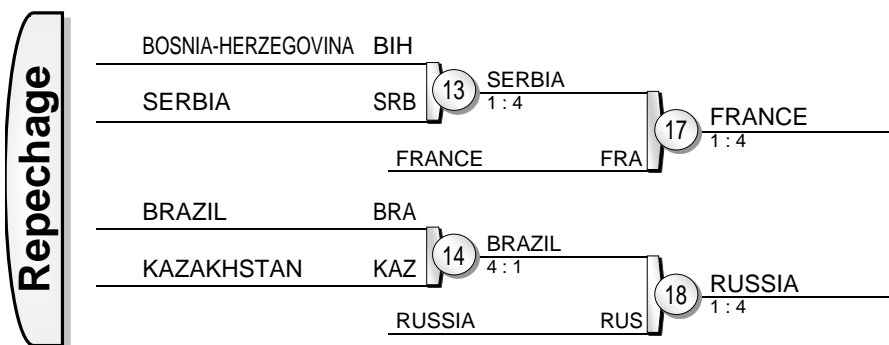 Repechage
BOSNIA-HERZEGOVINA BIH
SERBIA SRB
13
SERBIA
1 : 4
FRANCE FRA
17
FRANCE
1 : 4
BRAZIL BRA
KAZAKHSTAN KAZ
14
BRAZIL
4 : 1
RUSSIA RUS
18
RUSSIA
1 : 4